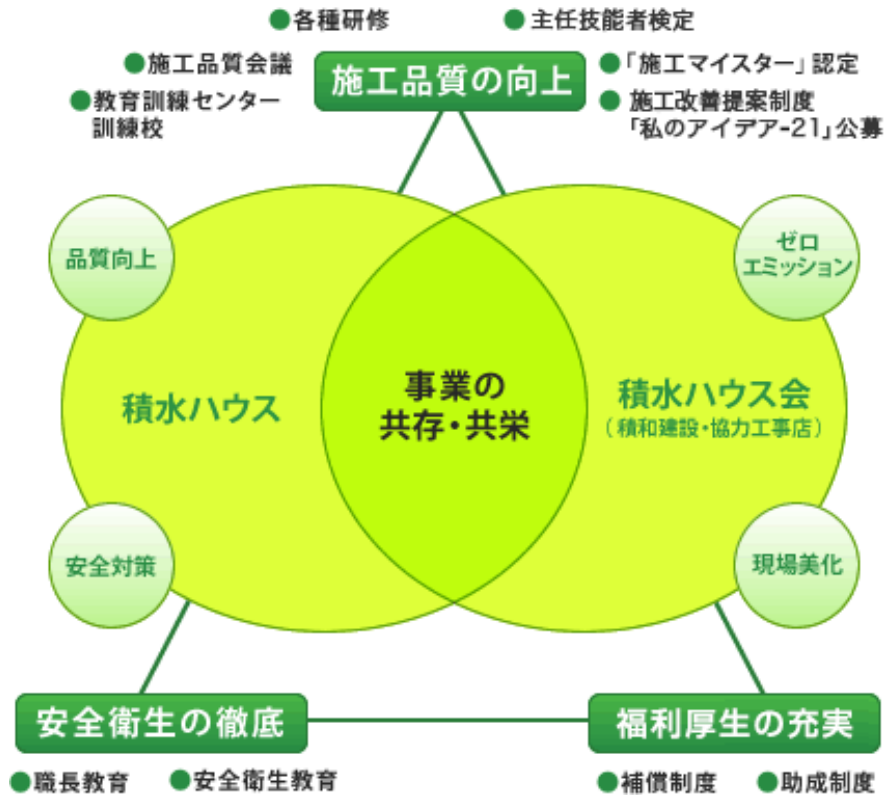 ●各種研修
●主任技能者検定
●施工品質会議
施工品質の向上
●「施工マイスター」認定
●教育訓練センター
訓練校
●施工改善提案制度
「私のアイデア-21」公募
品質向上
ゼロ
エミッション
積水ハウス
事業の
共存・共栄
積水ハウス会
（積和建設・協力工事店）
安全対策
現場美化
安全衛生の徹底
福利厚生の充実
●職長教育
●安全衛生教育
●補償制度
●助成制度